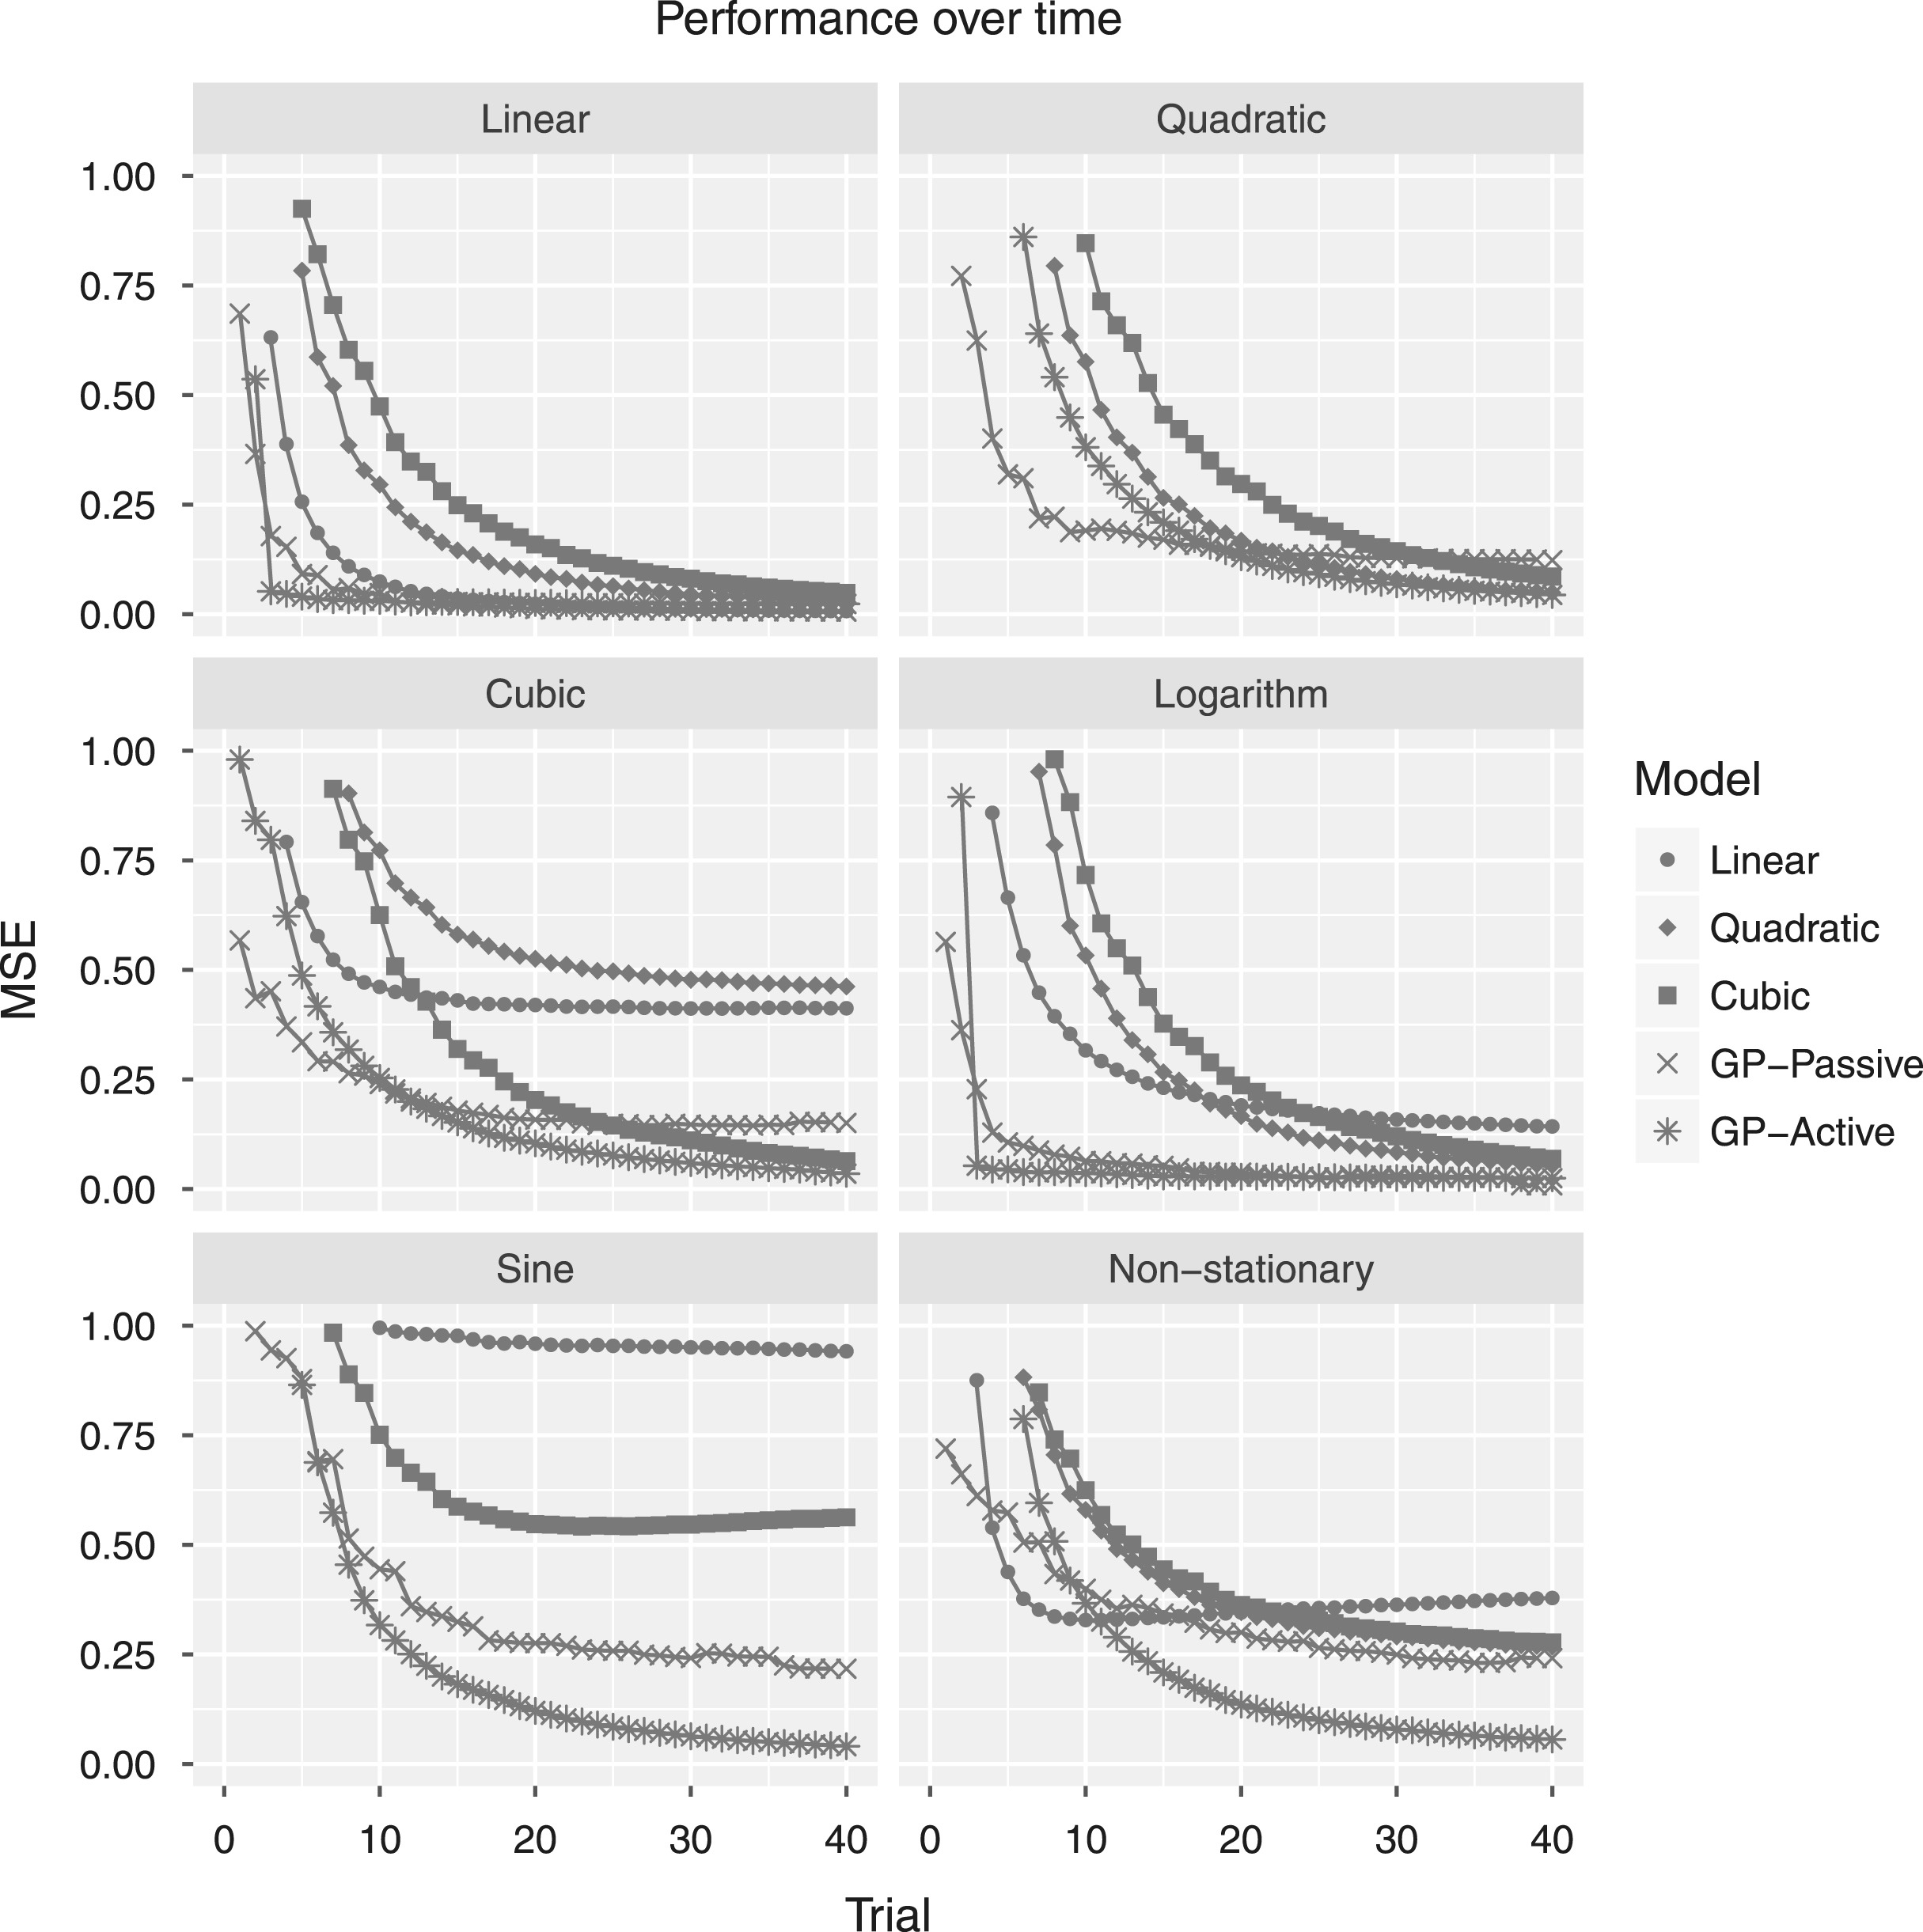 Performance over time
Linear
Quadratic
1.00
0.75
0.50
0.25
0.00
Cubic
Logarithm
1.00
0.75
0.50
0.25
0.00
Sine
Non−stationary
1.00
0.75
0.50
0.25
0.00
0 10 20 30 40
0 10 20 30 40
MSE
Trial
Model
Linear
Quadratic
Cubic
GP−Passive
GP−Active